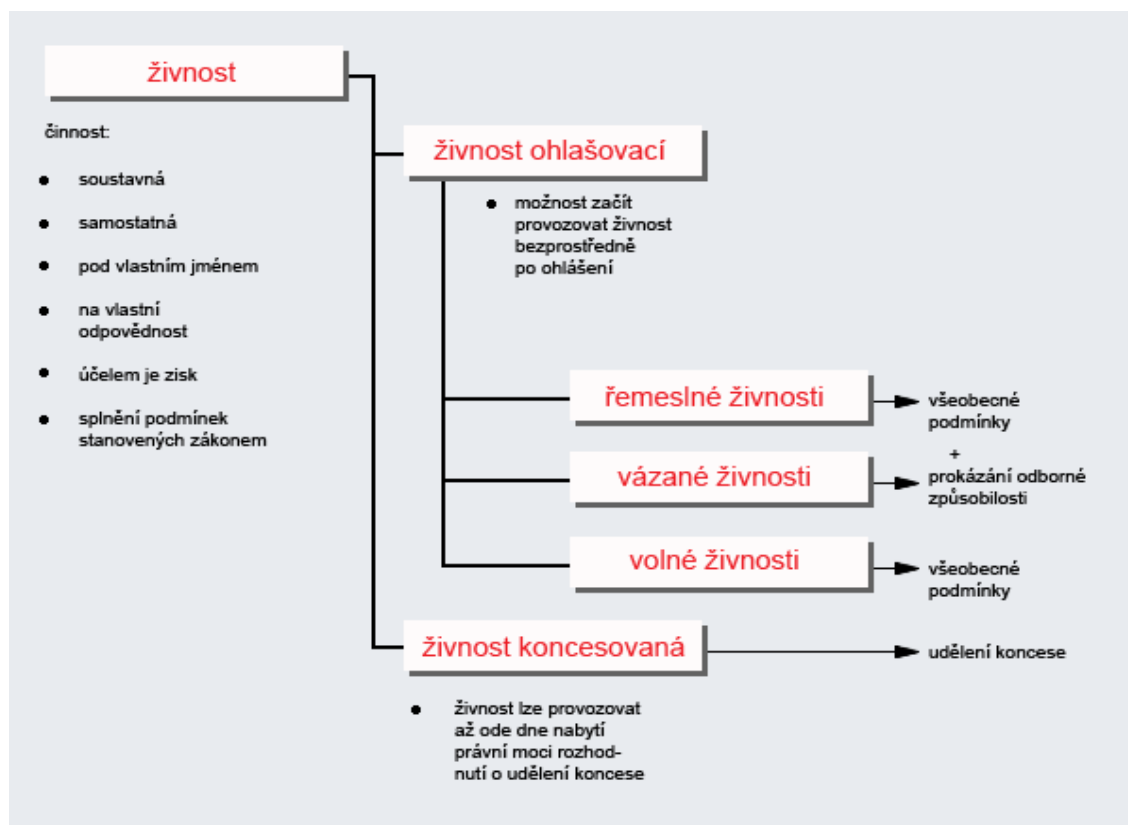 živnost
činnost:
● soustavná
● samostatná
● pod vlastním jménem
● na vlastní
odpovědnost
● účelem je zisk
● splnění podmínek
stanovených zákonem
živnost ohlašovací
● možnost začít
provozovat živnost
bezprostředně
po ohlášení
řemeslné živnosti
všeobecné
podmínky
+
prokázání odborné
způsobilosti
vázané živnosti
volné živnosti
všeobecné
podmínky
živnost koncesovaná
udělení koncese
● živnost lze provozovat
až ode dne nabytí
právní moci rozhod-
nutí o udělení koncese